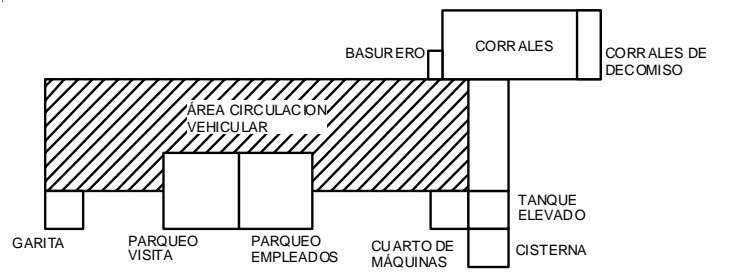 BASURERO
CORRALES
CORRALES DE
DECOMISO
ÁREA CIRCULACION
VEHICULAR
GARITA
PARQUEO
VISITA
PARQUEO
EMPLEADOS
CUARTO DE
MÁQUINAS
TANQUE
ELEVADO
CISTERNA